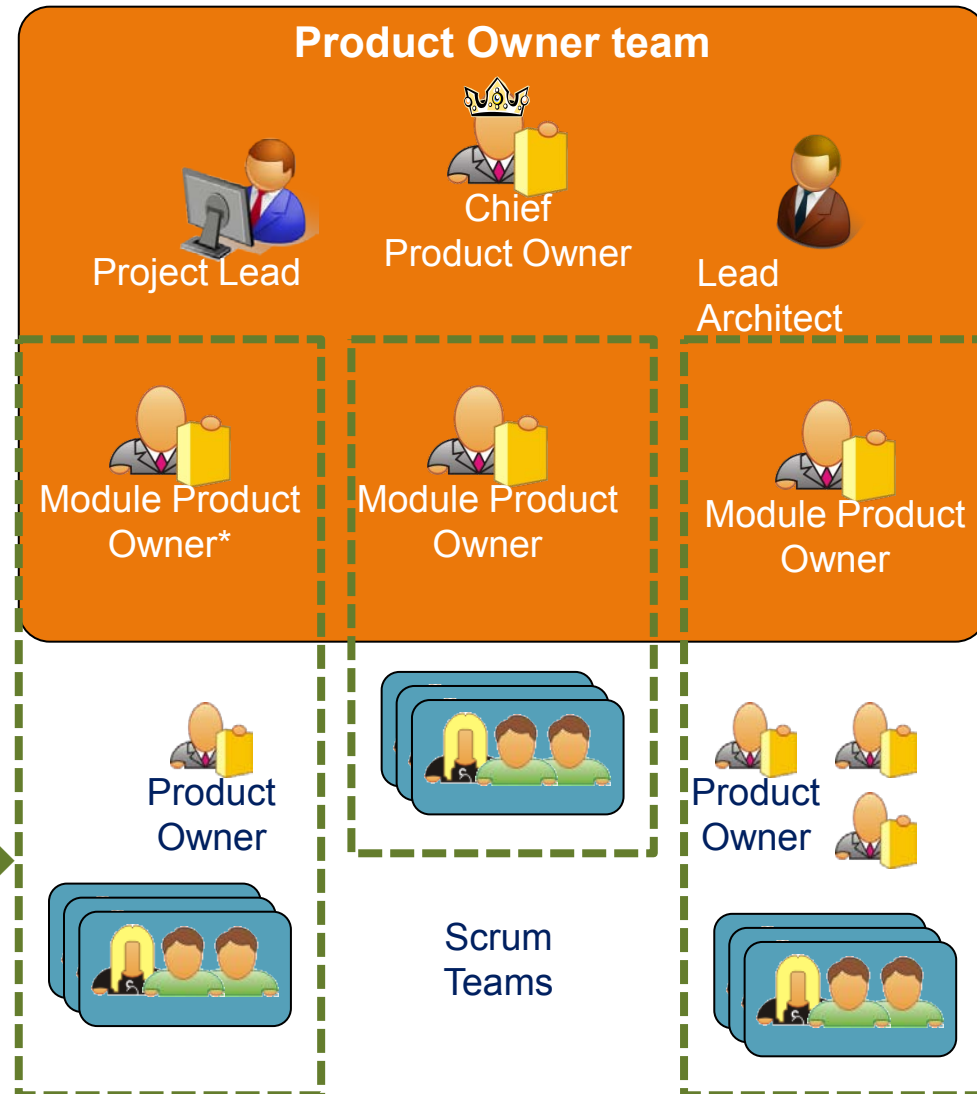 Product Owner team
Chief
Product Owner
Project Lead
Lead
Architect
Module Product
Owner*
Module Product
Owner
Module Product
Owner
Product
Owner
Product
Owner
Scrum
Teams